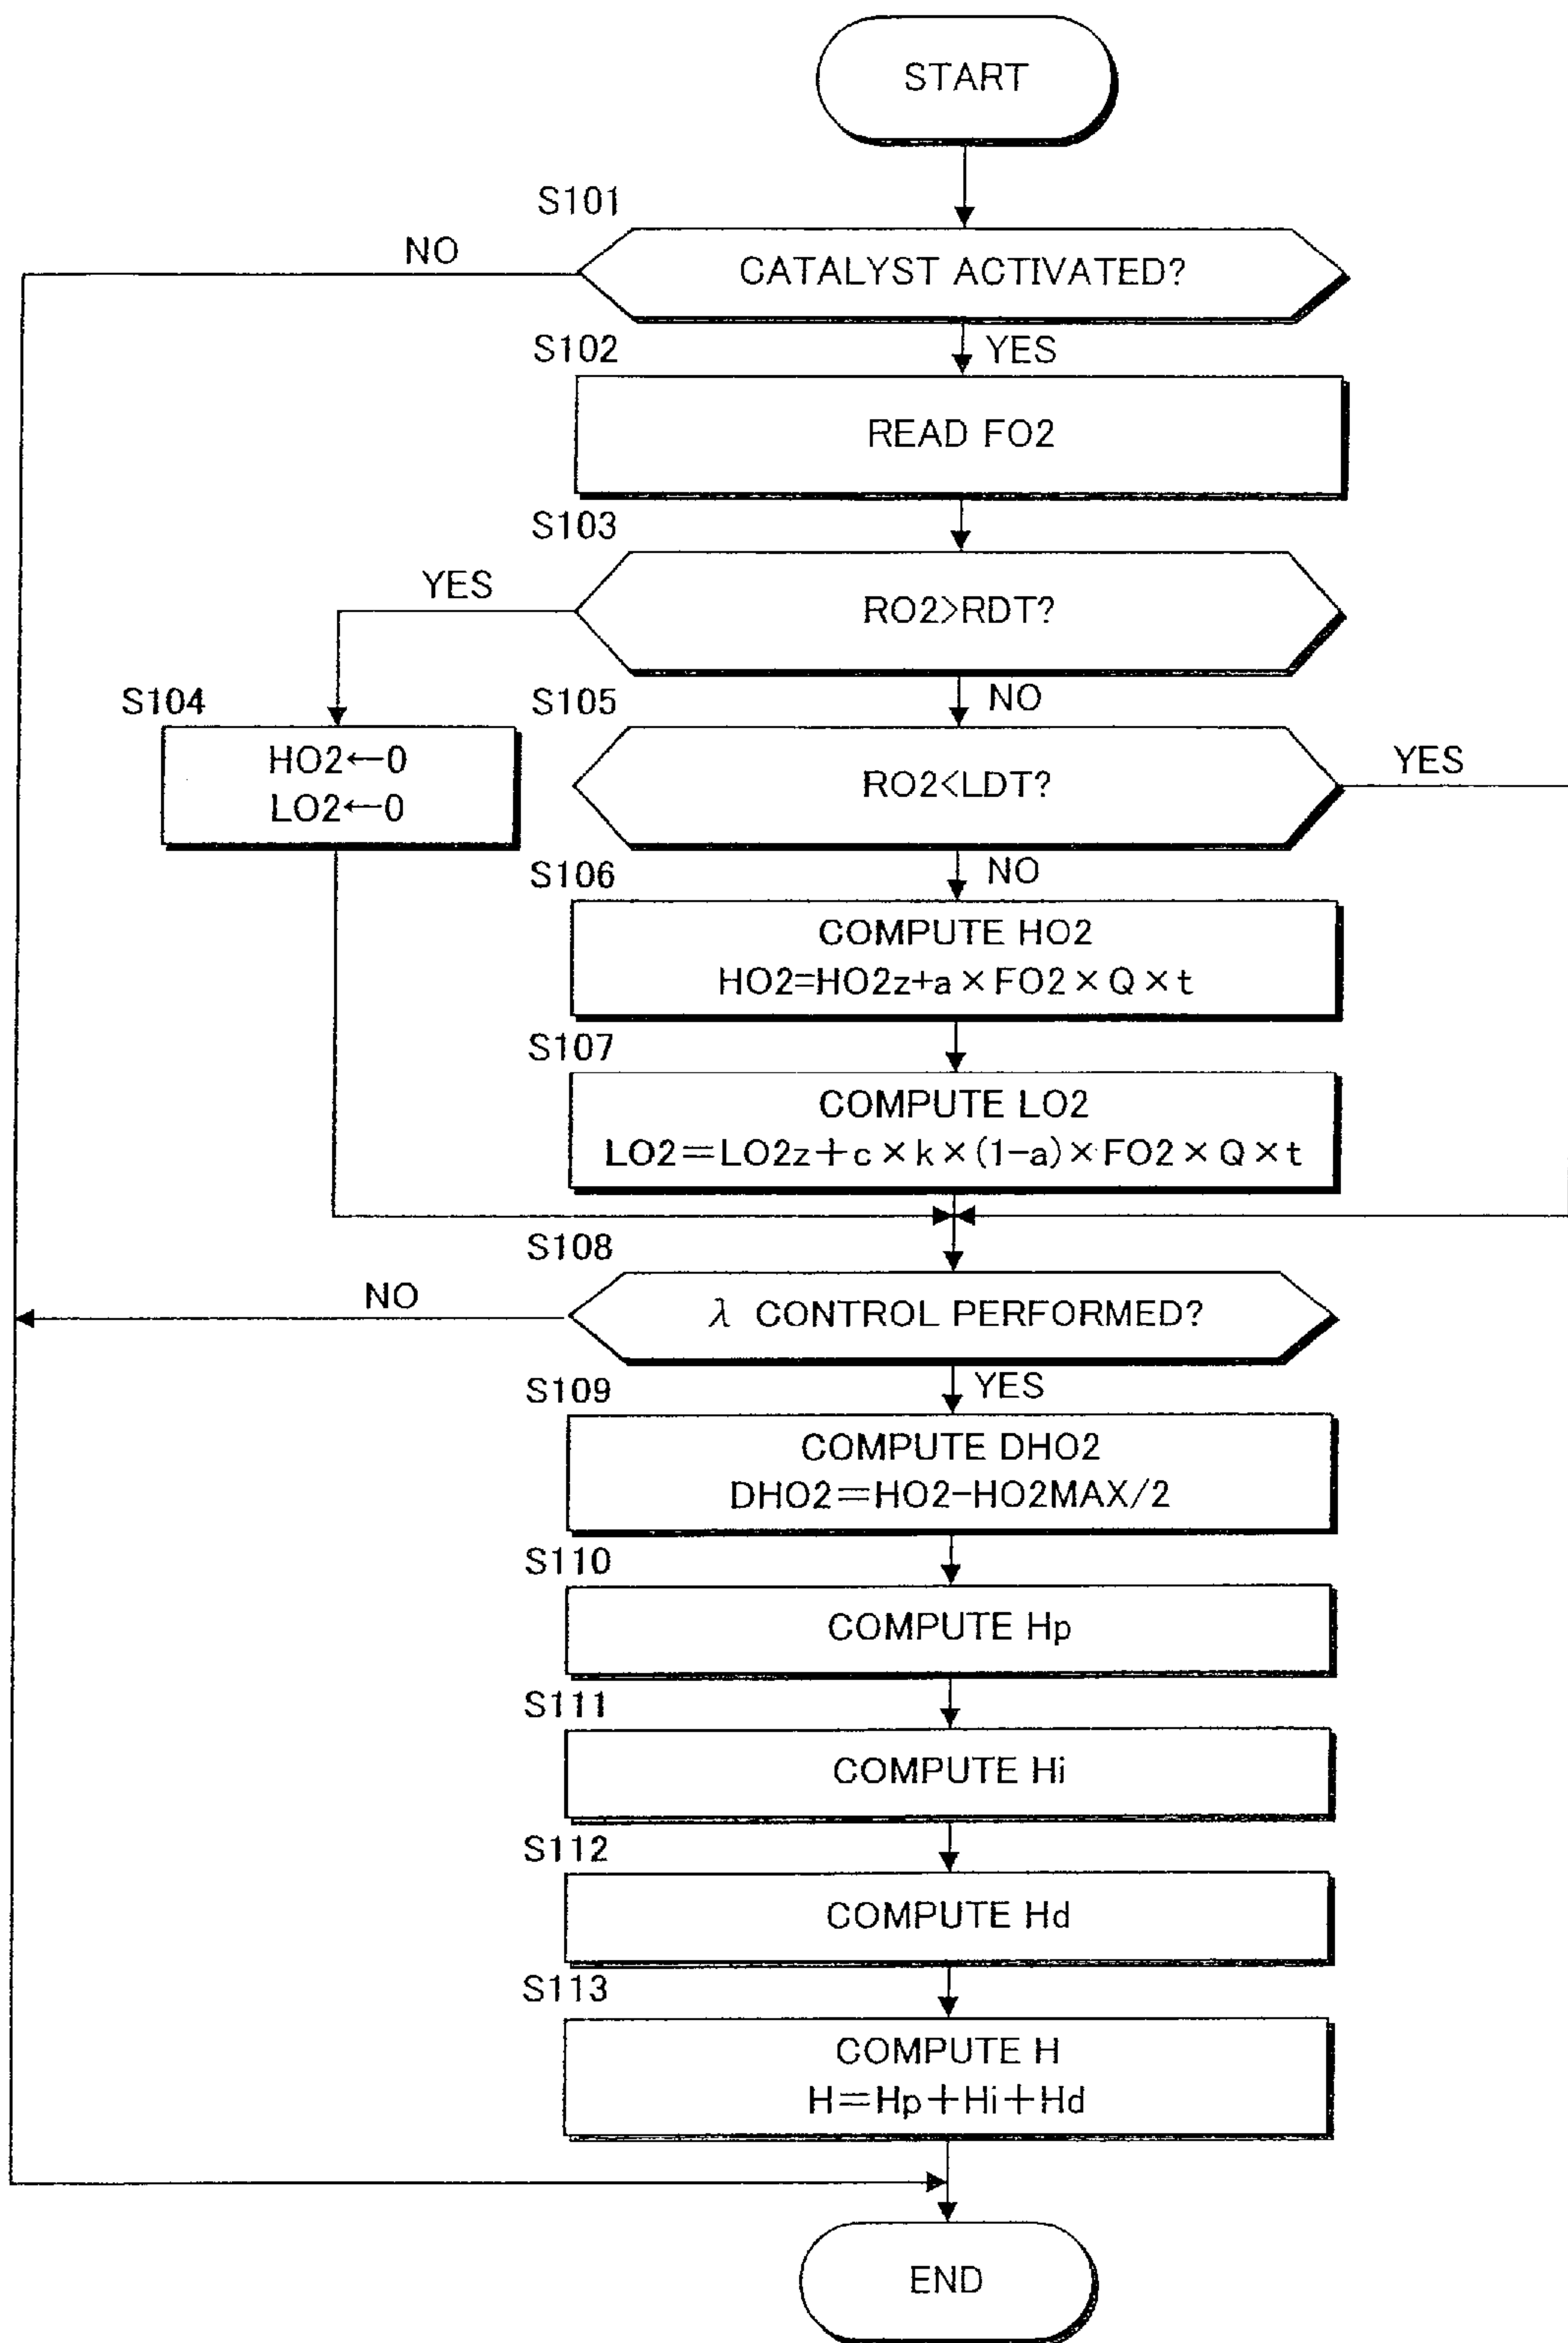 START
S101
NO
CATALYST ACTIVATED?
S102
YES
READ FO2
S103
YES
RO2>RDT?
NO
S104
S105
HO2←0
LO2←0
RO2<LDT?
YES
S106
NO
COMPUTE HO2
HO2=HO2z+a×FO2×Q×t
S107
COMPUTE LO2
LO2=LO2z+c×k×(1-a)×FO2×Q×t
S108
NO
λ CONTROL PERFORMED?
S109
YES
COMPUTE DHO2
DHO2=HO2-HO2MAX/2
S110
COMPUTE Hp
S111
COMPUTE Hi
S112
COMPUTE Hd
S113
COMPUTE H
H=Hp+Hi+Hd
END